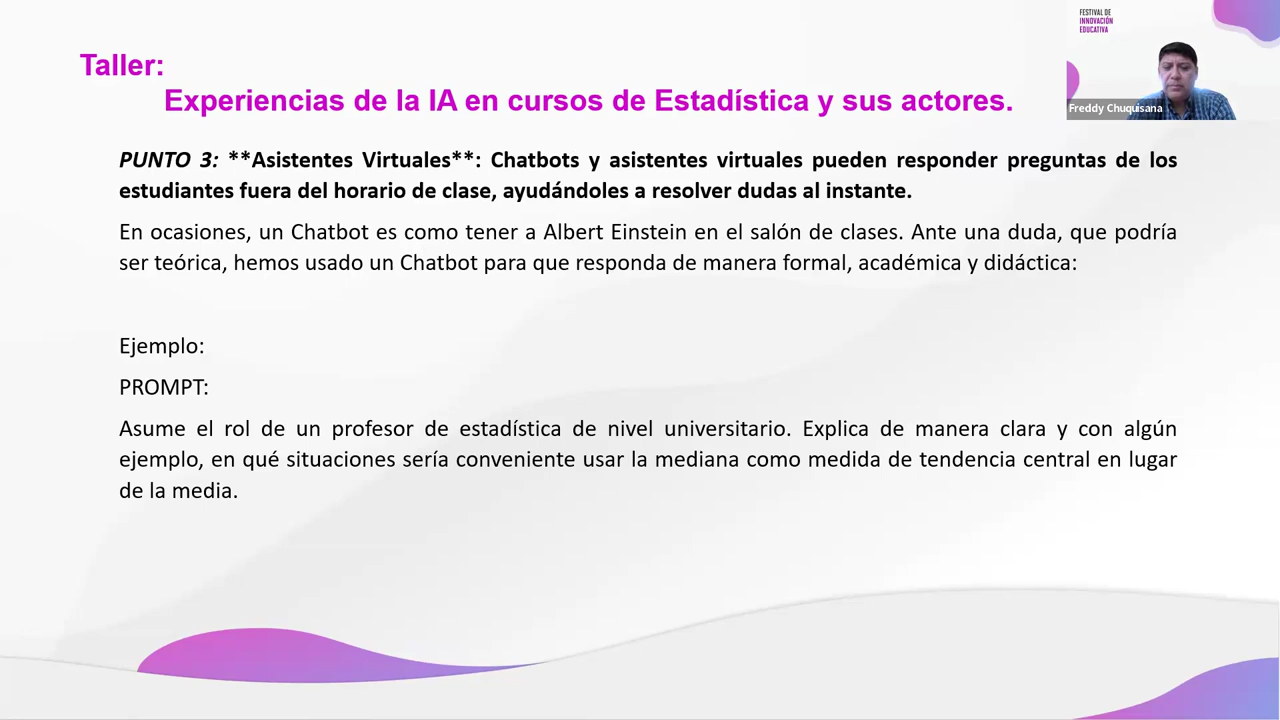 FESTIVAL DE
INNOVACIÓN
EDUCATIVA
Taller:
Experiencias de la IA en cursos de Estadística y sus actores.
Freddy Chuquisana
PUNTO 3: **Asistentes Virtuales**: Chatbots y asistentes virtuales pueden responder preguntas de los
estudiantes fuera del horario de clase, ayudándoles a resolver dudas al instante.
En ocasiones, un Chatbot es como tener a Albert Einstein en el salón de clases. Ante una duda, que podría
ser teórica, hemos usado un Chatbot para que responda de manera formal, académica y didáctica:
Ejemplo:
PROMPT:
Asume el rol de un profesor de estadística de nivel universitario. Explica de manera clara y con algún
ejemplo, en qué situaciones sería conveniente usar la mediana como medida de tendencia central en lugar
de la media.